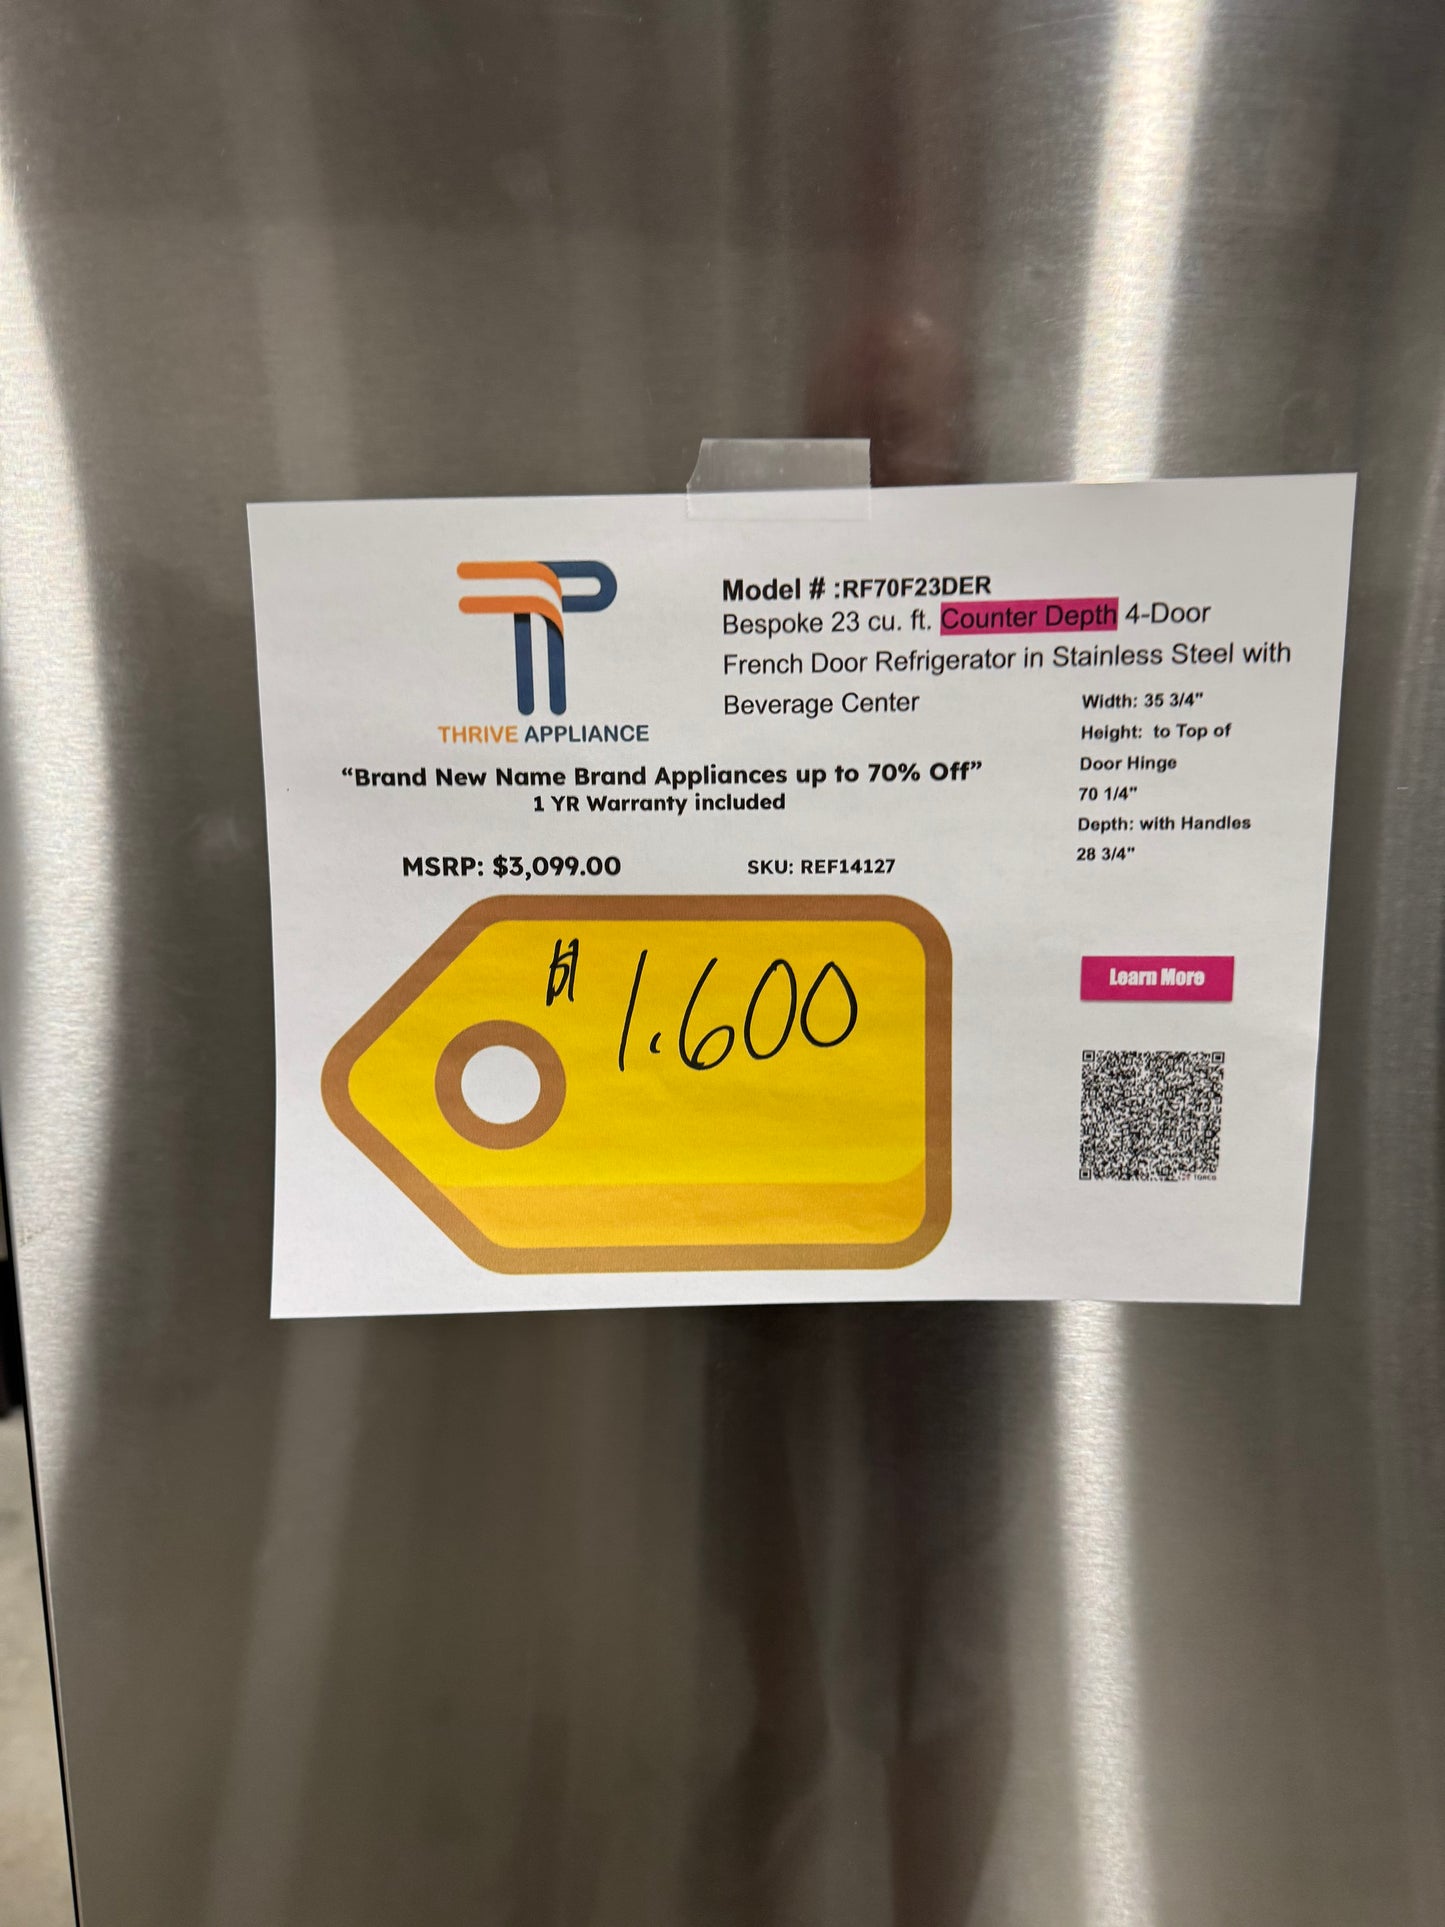 THRIVE APPLIANCE
Model # :RF70F23DER
Bespoke 23 cu. ft. Counter Depth 4-Door
French Door Refrigerator in Stainless Steel with
Beverage Center
Width: 35 3/4"
Height: to Top of
Door Hinge
70 1/4"
Depth: with Handles
28 3/4"
“Brand New Name Brand Appliances up to 70% Off”
1 YR Warranty included
MSRP: $3,099.00
SKU: REF14127
$ 1,600
Learn More